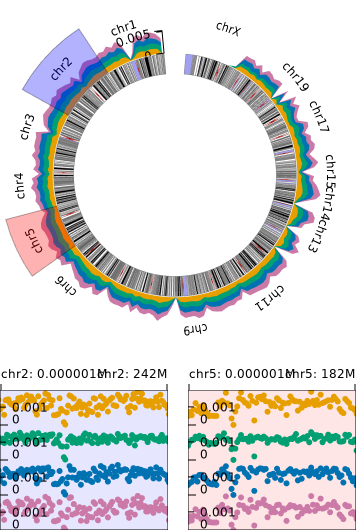 chr1
chrX
0.005
0
chr2
chr19
chr17
chr3
chr15
chr4
chr14
chr13
chr5
chr6
chr11
chr9
chr2: 0.000001M
chr2: 242M
chr5: 0.000001M
chr5: 182M
0.001
0
0.001
0
0.001
0
0.001
0
0.001
0
0.001
0
0.001
0
0.001
0